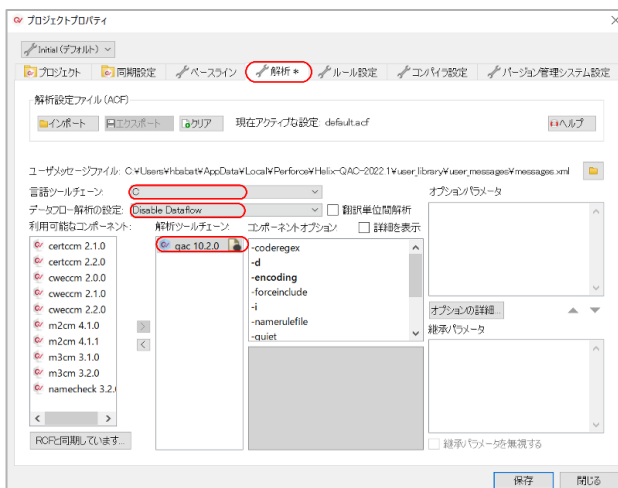 プロジェクトプロパティ
Initial (デフォルト)
プロジェクト 同期設定 ベースライン 解析 * ルール設定 コンパイラ設定 バージョン管理システム設定
解析設定ファイル (ACF)
インポート エクスポート クリア 現在アクティブな設定: default.acf ヘルプ
ユーザメッセージファイル: C:¥Users¥hbabat¥AppData¥Local¥Perforce¥Helix-QAC-2022.1¥user_library¥user_messages¥messages.xml
言語ツールチェーン: C オプションパラメータ
データフロー解析の設定: Disable Dataflow 翻訳単位間解析
利用可能なコンポーネント: 解析ツールチェーン: コンポーネントオプション: 詳細を表示
certccm 2.1.0
certccm 2.2.0
cweccm 2.0.0
cweccm 2.1.0
cweccm 2.2.0
m2cm 4.1.0
m2cm 4.1.1
m3cm 3.1.0
m3cm 3.2.0
namecheck 3.2.
qac 10.2.0
-coderegex
-d
-encoding
-forceinclude
-i
-namerulefile
-quiet
オプションの詳細...
継承パラメータ
RCFと同期しています...
継承パラメータを無視する
保存 閉じる